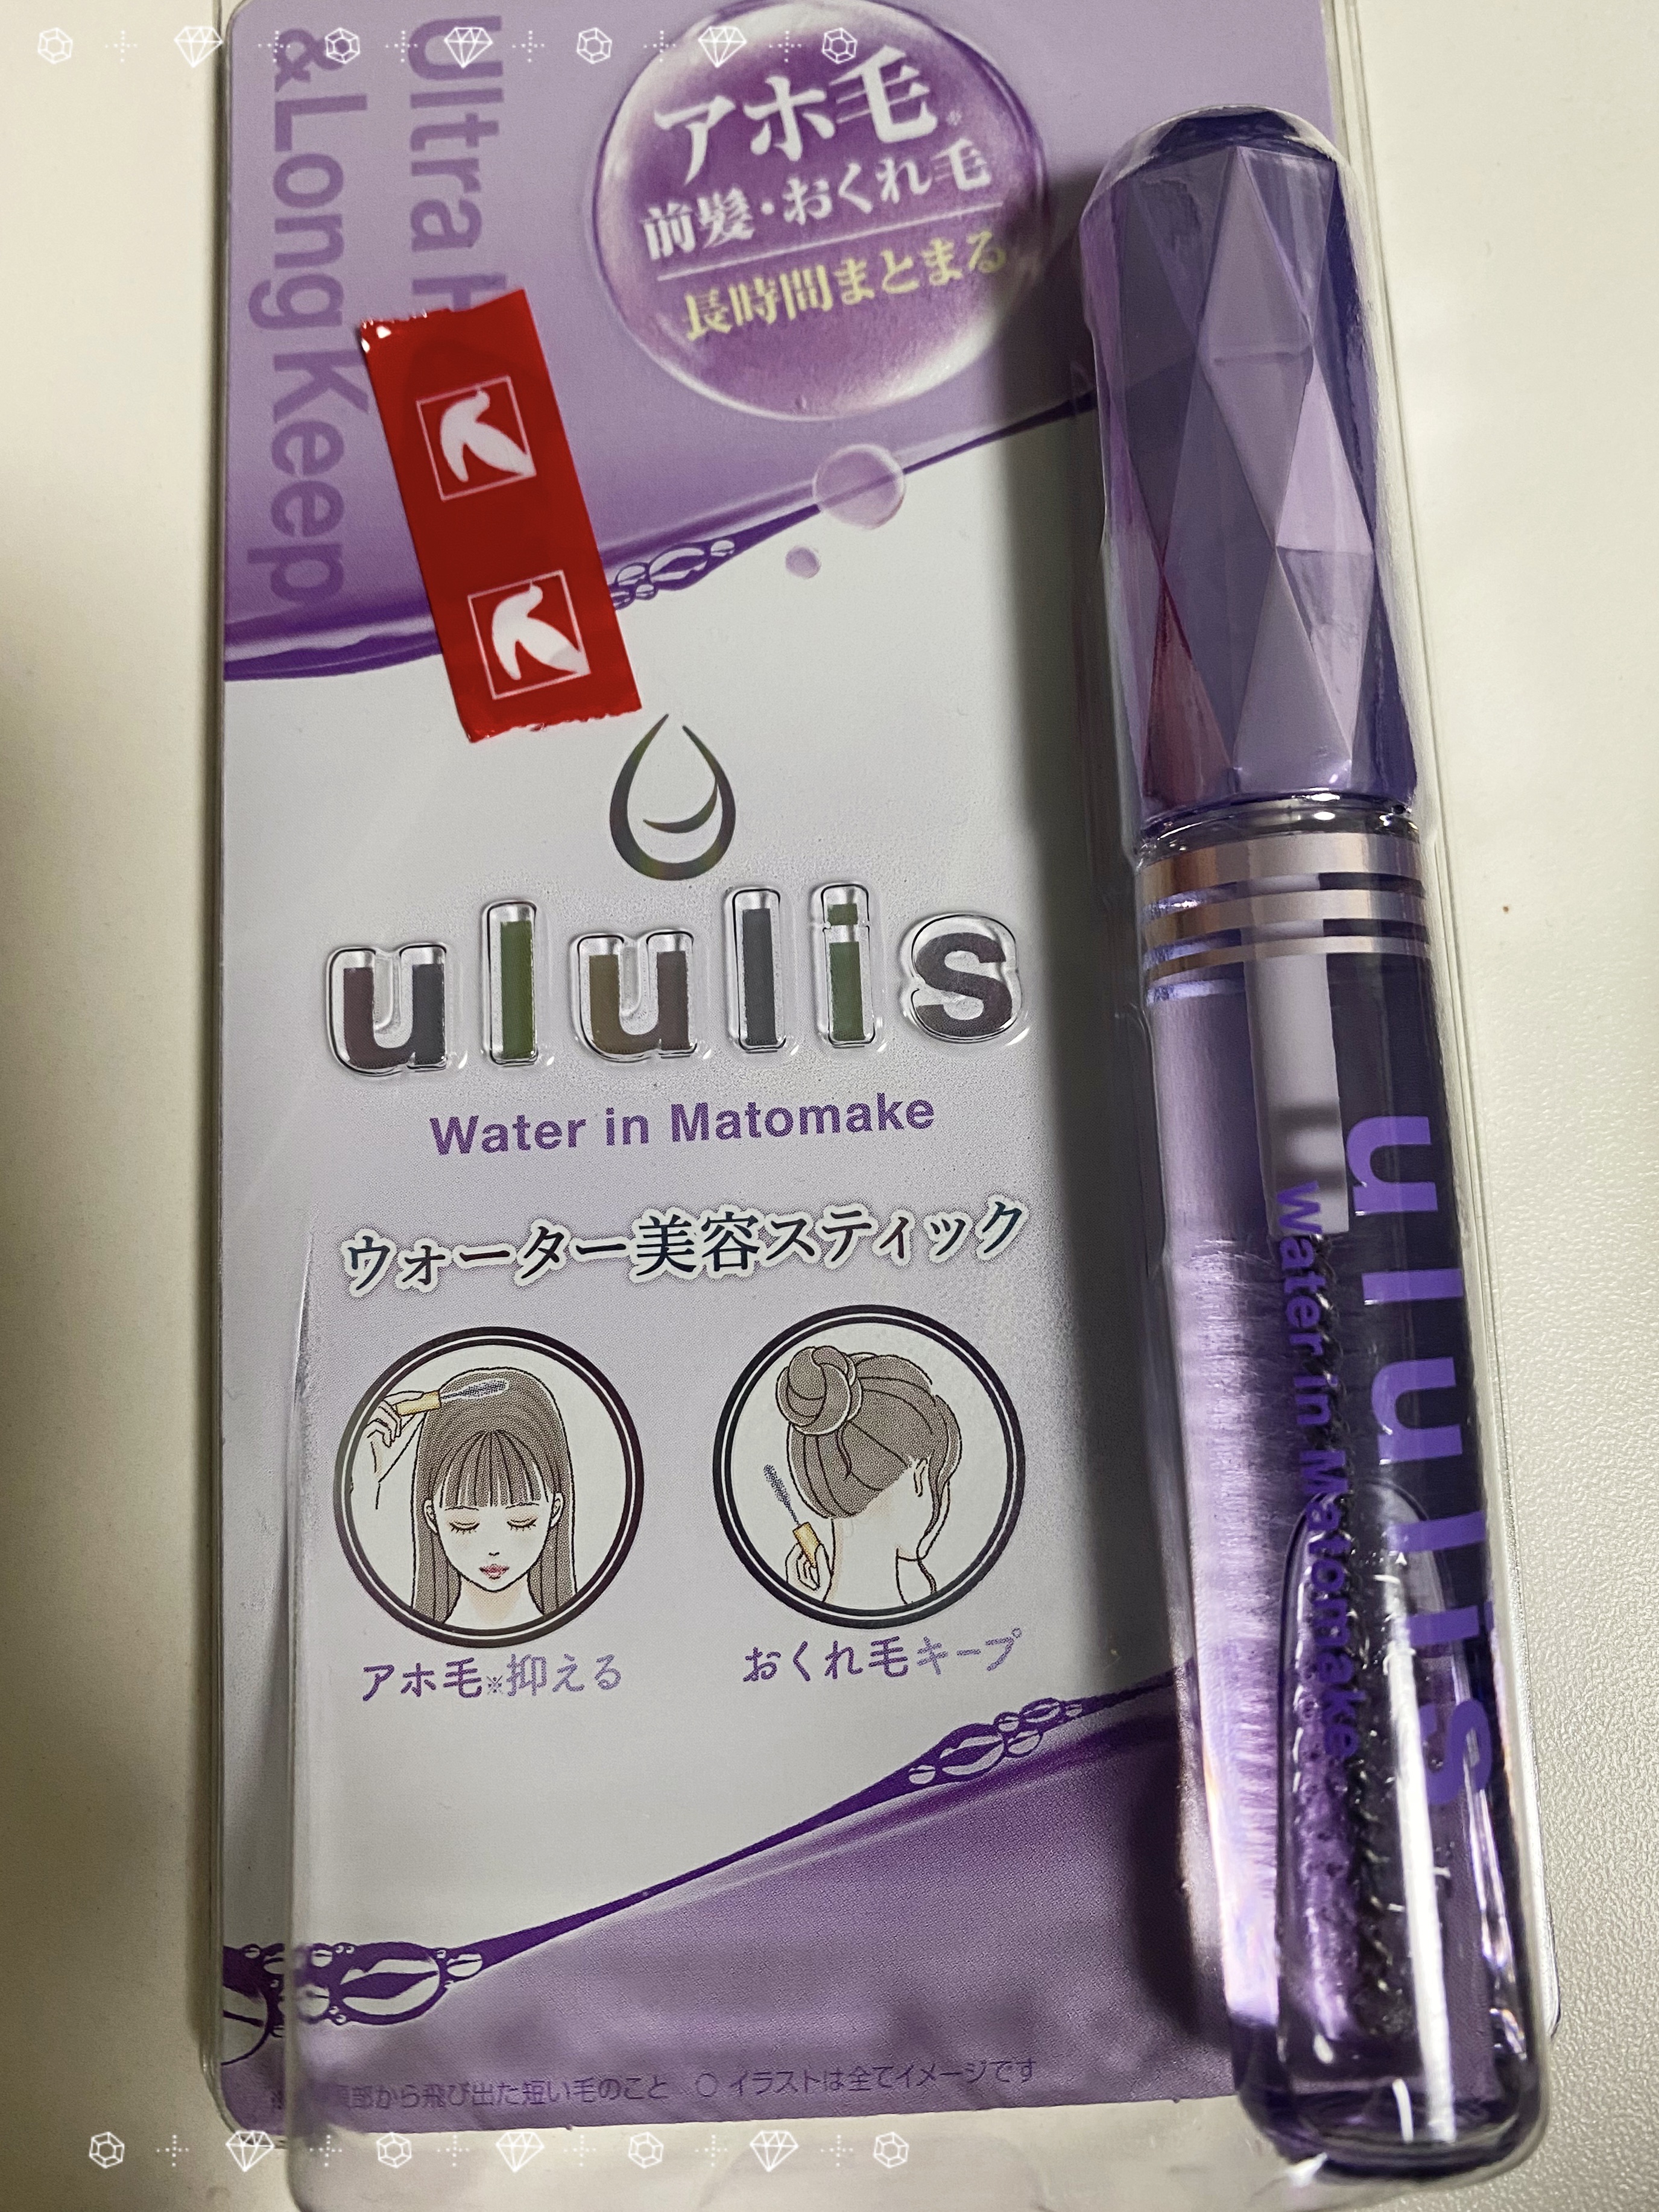 Ultra H
& Long Keep
アホ毛※
前髪・おくれ毛
長時間まとまる
ululis
Water in Matomake
ウォーター美容スティック
アホ毛※抑える
おくれ毛キープ
部から飛び出た短い毛のこと ○イラストは全てイメージです
ululis
Water in Matomake